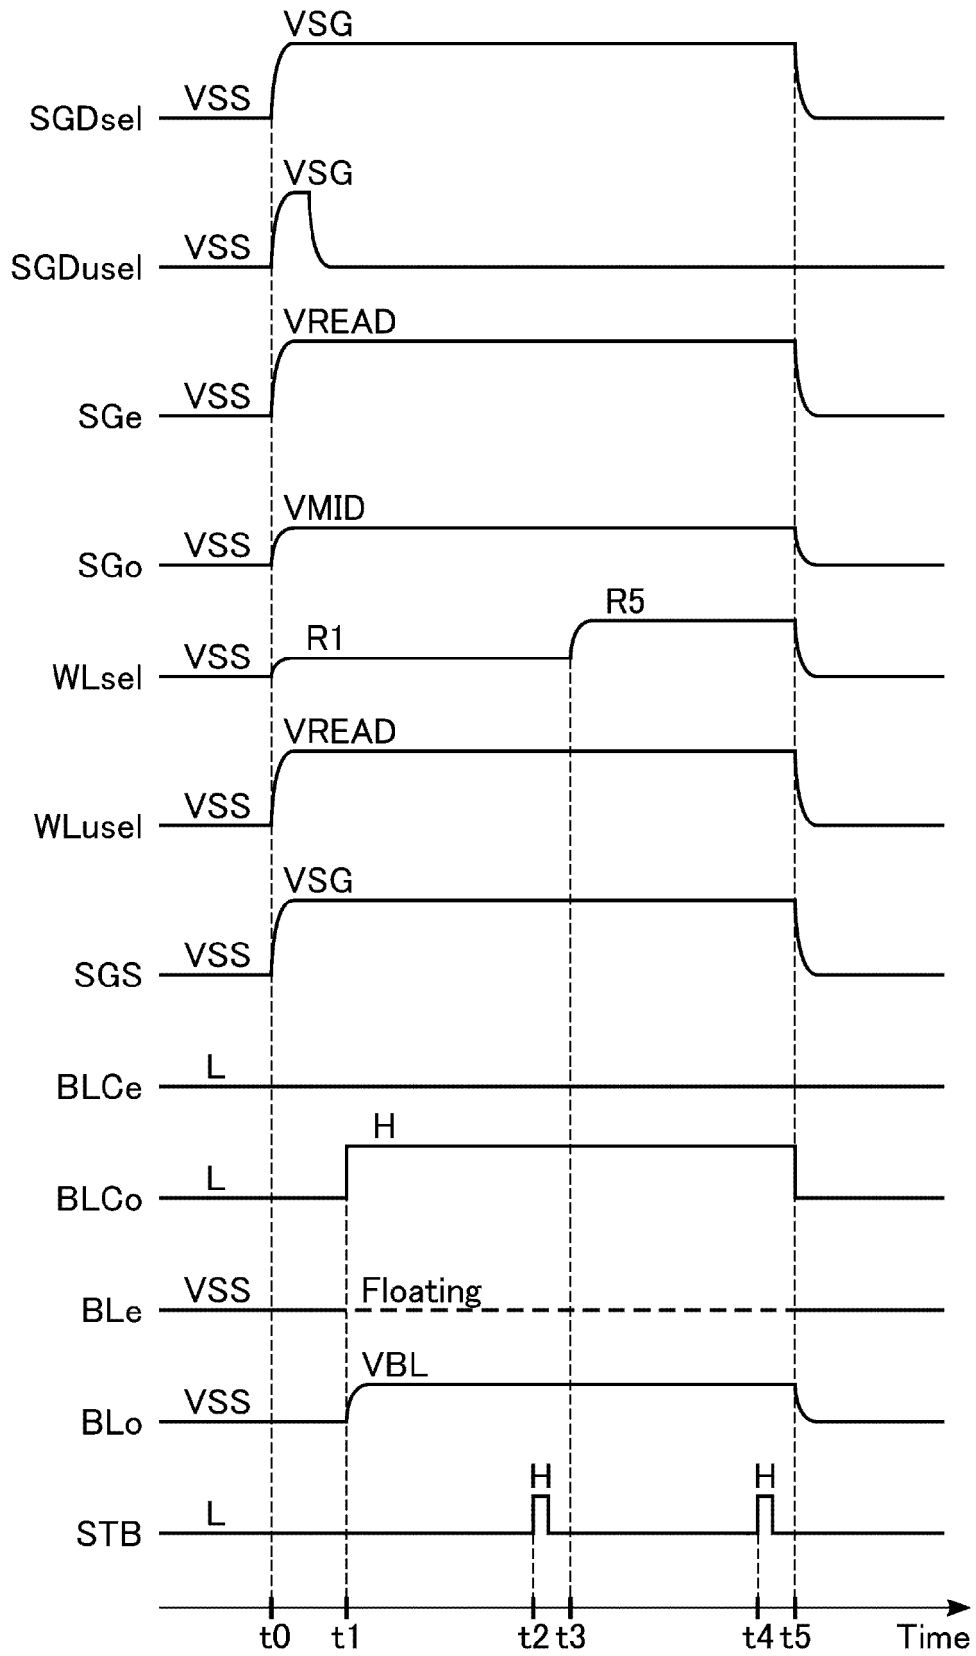 VSG
VSS
SGDsel
VSG
VSS
SGDusel
VREAD
VSS
SGe
VMID
VSS
SGo
R5
R1
VSS
WLsel
VREAD
VSS
WLusel
VSG
VSS
SGS
L
BLCe
H
L
BLCo
VSS Floating
BLe
VBL
VSS
BLo
H H
L
STB
t0 t1 t2 t3 t4 t5 Time